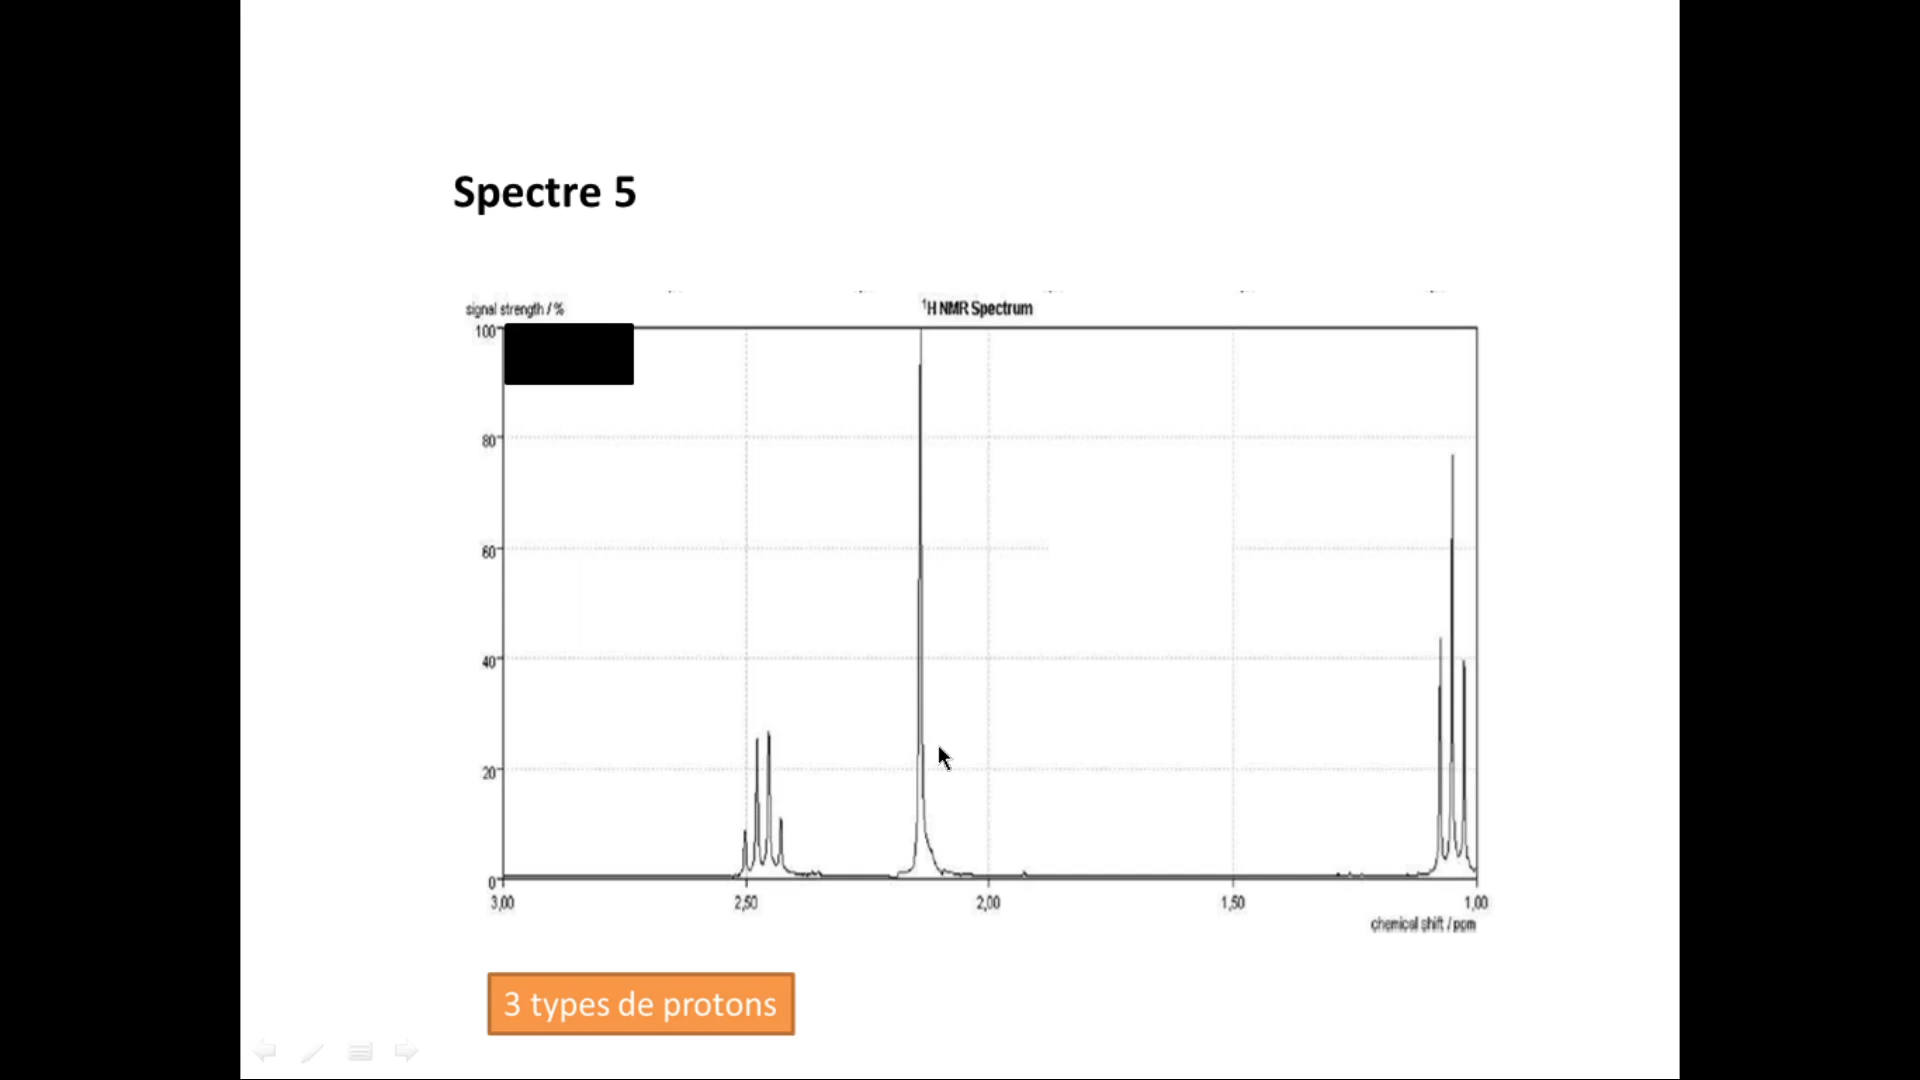 Spectre 5
signal strength / %
¹H NMR Spectrum
100
80
60
40
20
0
3,00 2,50 2,00 1,50 1,00
chemical shift / ppm
3 types de protons